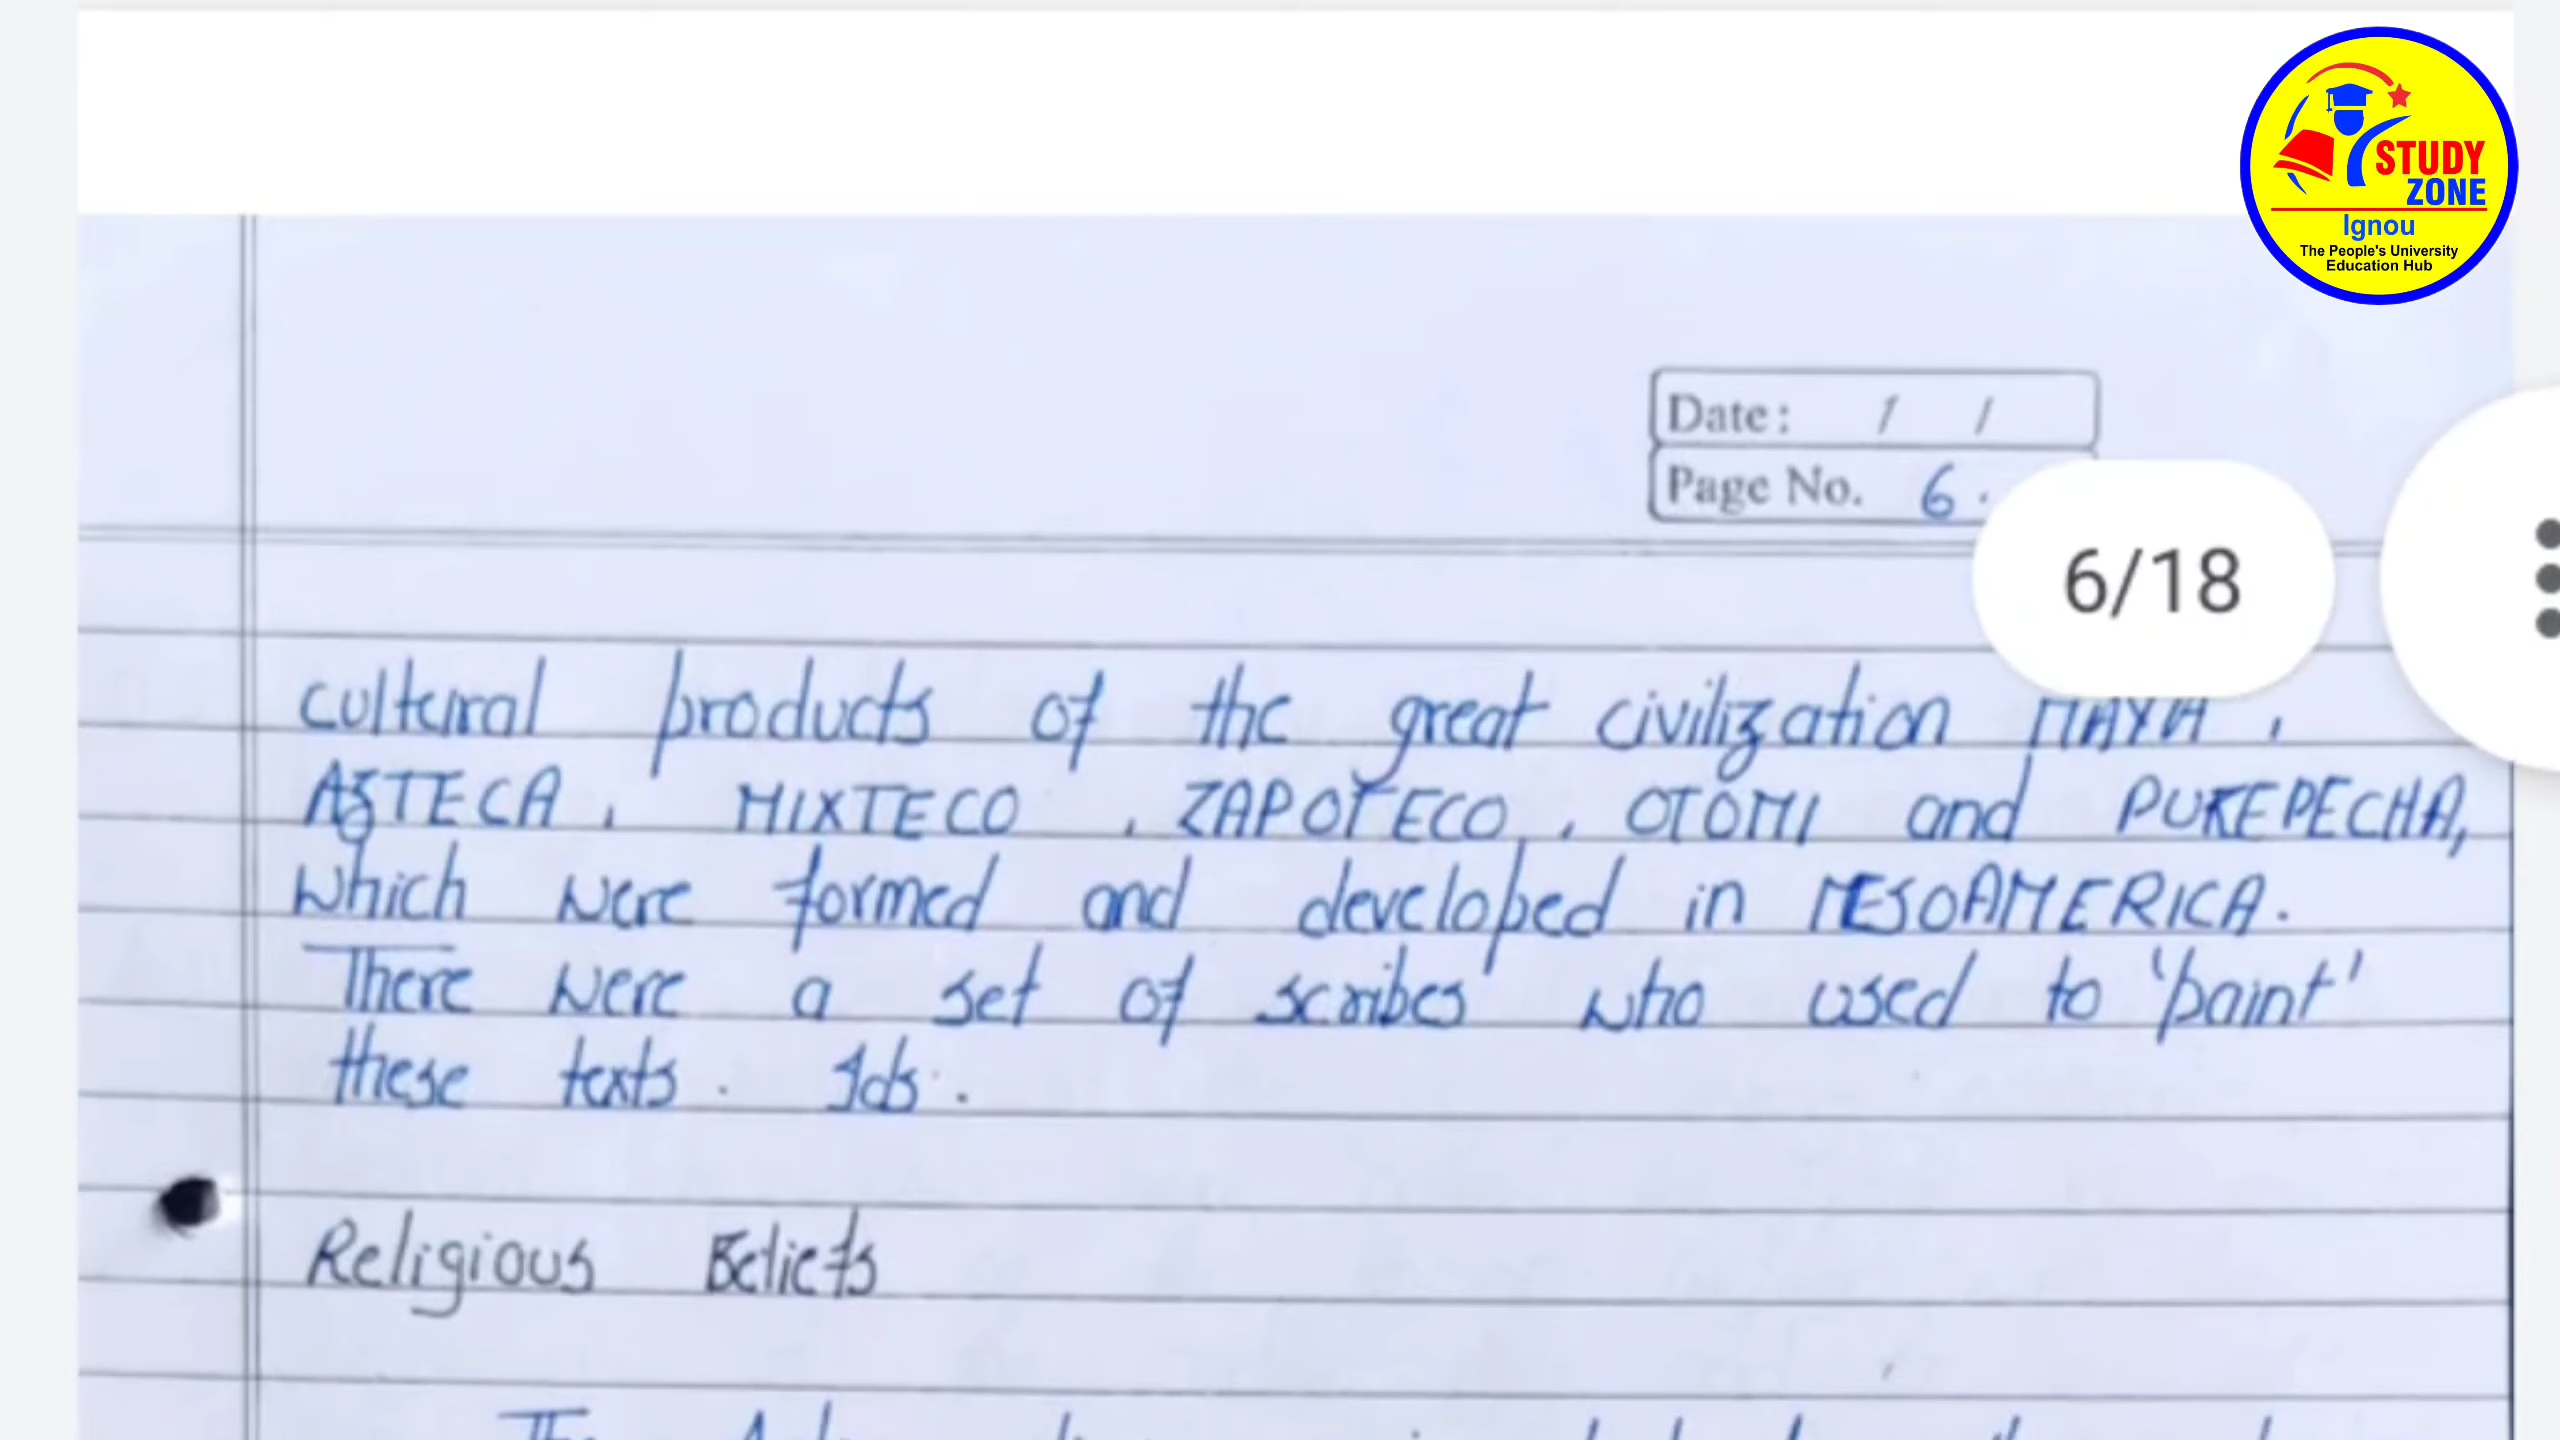 STUDY
ZONE
Ignou
The People's University
Education Hub
Date: / /
Page No. 6.
6/18
cultural products of the great civilization MAYA,
AZTECA, MIXTECO, ZAPOTECO, OTOMI and PUREPECHA,
which were formed and developed in MESOAMERICA.
There were a set of scribes who used to 'paint'
these texts.
Religious Beliefs